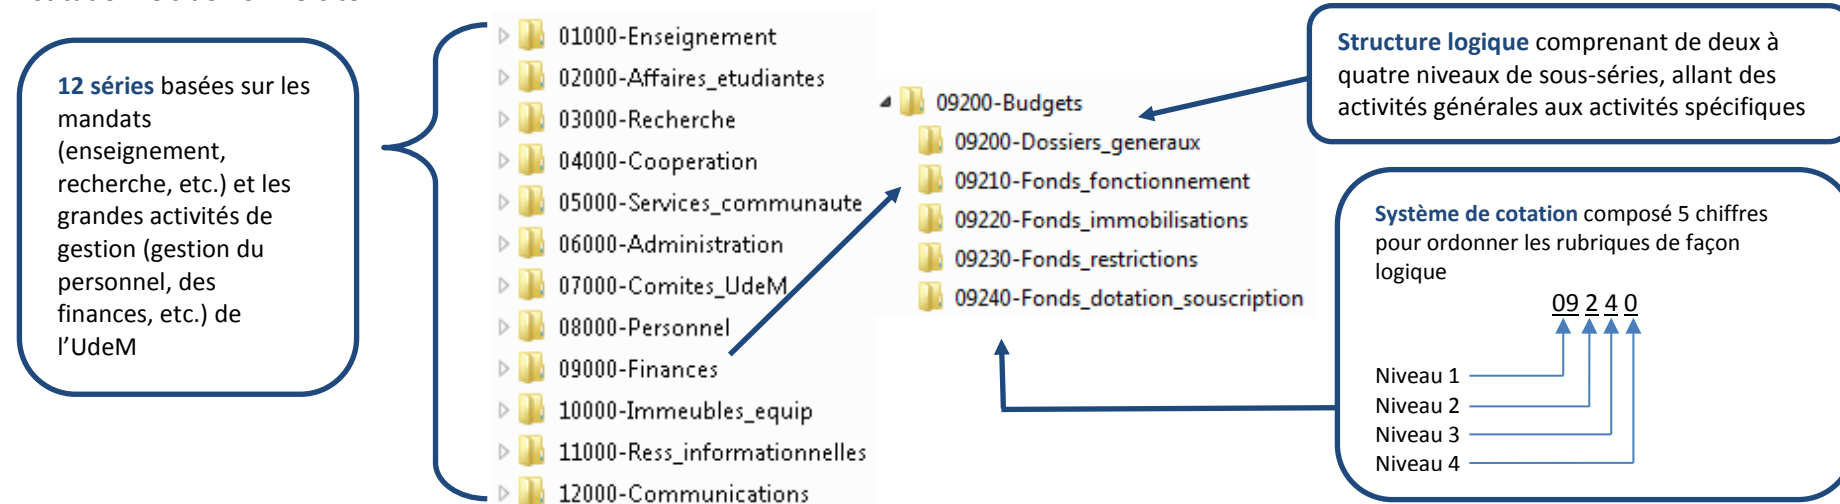 12 séries basées sur les
mandats
(enseignement,
recherche, etc.) et les
grandes activités de
gestion (gestion du
personnel, des
finances, etc.) de
l’UdeM
01000-Enseignement
02000-Affaires_etudiantes
03000-Recherche
04000-Cooperation
05000-Services_communaute
06000-Administration
07000-Comites_UdeM
08000-Personnel
09000-Finances
10000-Immeubles_equip
11000-Ress_informationnelles
12000-Communications
09200-Budgets
09200-Dossiers_generaux
09210-Fonds_fonctionnement
09220-Fonds_immobilisations
09230-Fonds_restrictions
09240-Fonds_dotation_souscription
Structure logique comprenant de deux à
quatre niveaux de sous-séries, allant des
activités générales aux activités spécifiques
Système de cotation composé 5 chiffres
pour ordonner les rubriques de façon
logique
09 2 4 0
Niveau 1
Niveau 2
Niveau 3
Niveau 4